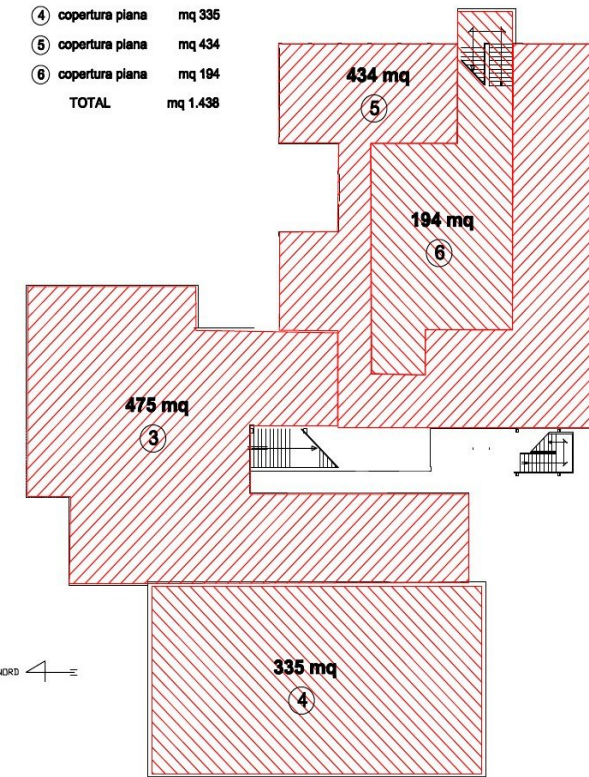 4 copertura piana mq 335
5 copertura piana mq 434
6 copertura piana mq 194
TOTAL mq 1.438
434 mq
5
194 mq
6
475 mq
3
335 mq
4
NORD